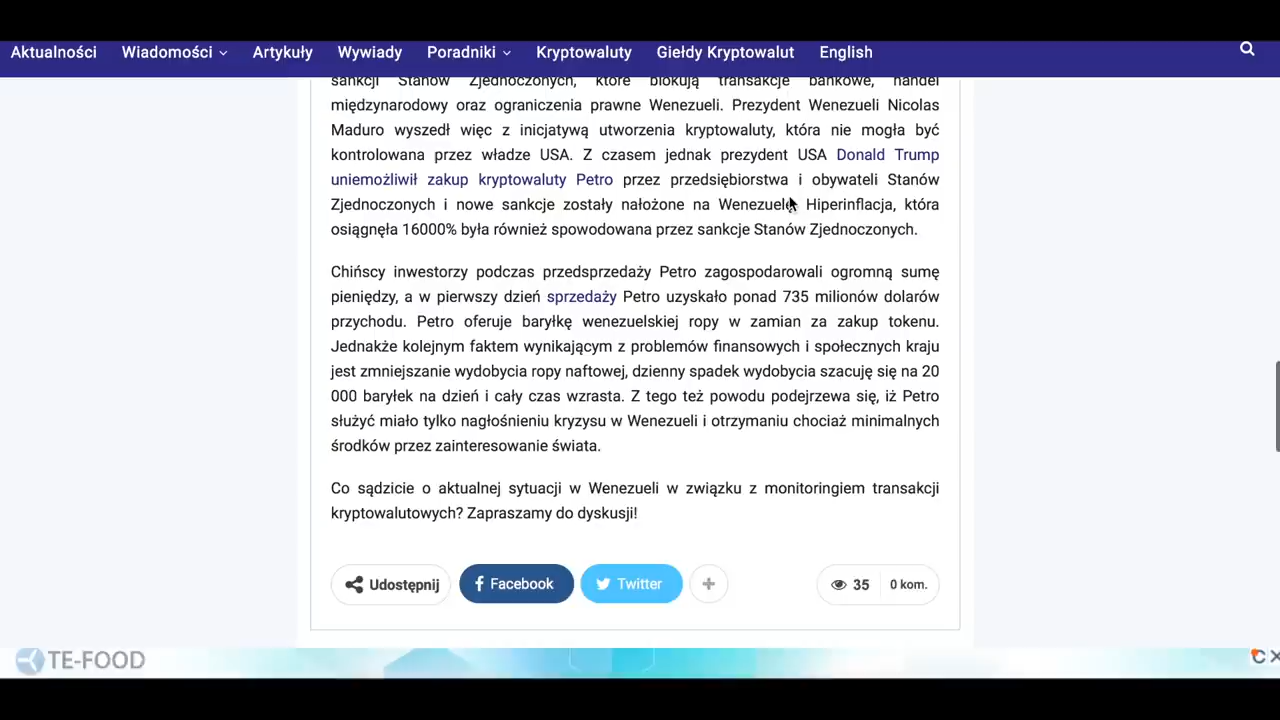 Aktualności Wiadomości Artykuły Wywiady Poradniki Kryptowaluty Giełdy Kryptowalut English
sankcji Stanów Zjednoczonych, które blokują transakcje bankowe, handel
międzynarodowy oraz ograniczenia prawne Wenezueli. Prezydent Wenezueli Nicolas
Maduro wyszedł więc z inicjatywą utworzenia kryptowaluty, która nie mogła być
kontrolowana przez władze USA. Z czasem jednak prezydent USA Donald Trump
uniemożliwił zakup kryptowaluty Petro przez przedsiębiorstwa i obywateli Stanów
Zjednoczonych i nowe sankcje zostały nałożone na Wenezuelę. Hiperinflacja, która
osiągnęła 16000% była również spowodowana przez sankcje Stanów Zjednoczonych.
Chińscy inwestorzy podczas przedsprzedaży Petro zagospodarowali ogromną sumę
pieniędzy, a w pierwszy dzień sprzedaży Petro uzyskało ponad 735 milionów dolarów
przychodu. Petro oferuje baryłkę wenezuelskiej ropy w zamian za zakup tokenu.
Jednakże kolejnym faktem wynikającym z problemów finansowych i społecznych kraju
jest zmniejszanie wydobycia ropy naftowej, dzienny spadek wydobycia szacuję się na 20
000 baryłek na dzień i cały czas wzrasta. Z tego też powodu podejrzewa się, iż Petro
służyć miało tylko nagłośnieniu kryzysu w Wenezueli i otrzymaniu chociaż minimalnych
środków przez zainteresowanie świata.
Co sądzicie o aktualnej sytuacji w Wenezueli w związku z monitoringiem transakcji
kryptowalutowych? Zapraszamy do dyskusji!
Udostępnij Facebook Twitter 35 0 kom.
TE-FOOD